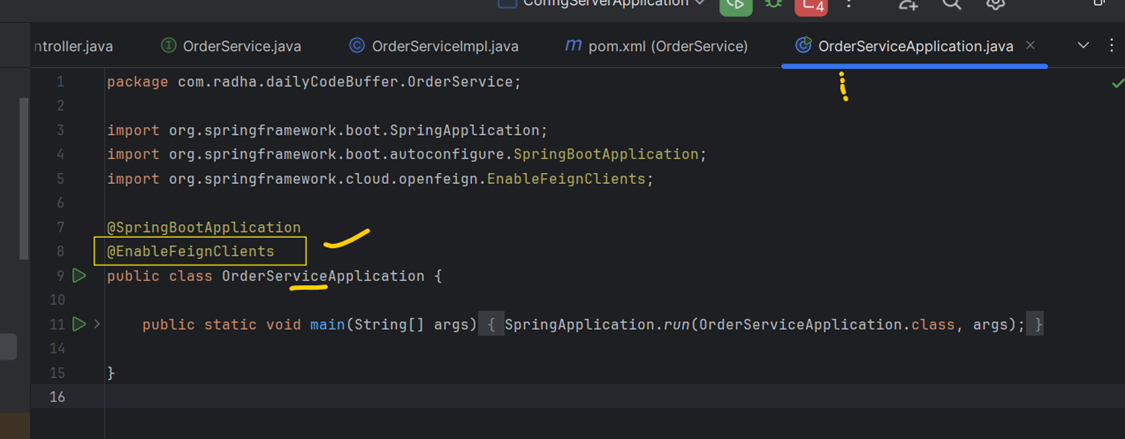 ConfigServerApplication
4
ntroller.java OrderService.java OrderServiceImpl.java pom.xml (OrderService) OrderServiceApplication.java
1 package com.radha.dailyCodeBuffer.OrderService;
2
3 import org.springframework.boot.SpringApplication;
4 import org.springframework.boot.autoconfigure.SpringBootApplication;
5 import org.springframework.cloud.openfeign.EnableFeignClients;
6
7 @SpringBootApplication
8 @EnableFeignClients
9 public class OrderServiceApplication {
10
11 public static void main(String[] args) { SpringApplication.run(OrderServiceApplication.class, args); }
14
15 }
16